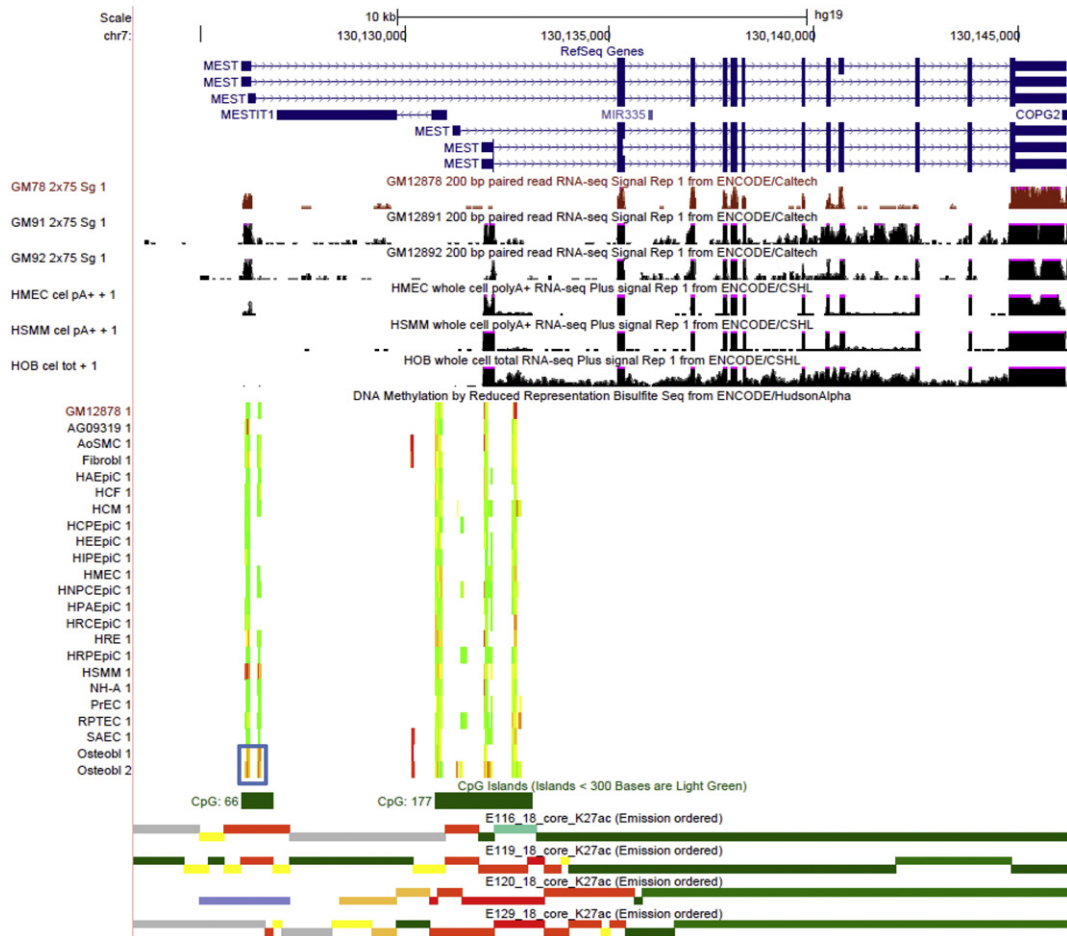 Scale 10 kb hg19
chr7: 130,130,000 130,135,000 130,140,000 130,145,000
RefSeq Genes
MEST
MEST
MEST
MESTIT1 MIR335 COPG2
MEST
MEST
MEST
GM78 2x75 Sg 1
GM12878 200 bp paired read RNA-seq Signal Rep 1 from ENCODE/Caltech
GM91 2x75 Sg 1
GM12891 200 bp paired read RNA-seq Signal Rep 1 from ENCODE/Caltech
GM92 2x75 Sg 1
GM12892 200 bp paired read RNA-seq Signal Rep 1 from ENCODE/Caltech
HMEC cel pA+ + 1
HMEC whole cell polyA+ RNA-seq Plus signal Rep 1 from ENCODE/CSHL
HSMM cel pA+ + 1
HSMM whole cell polyA+ RNA-seq Plus signal Rep 1 from ENCODE/CSHL
HOB cel tot + 1
HOB whole cell total RNA-seq Plus signal Rep 1 from ENCODE/CSHL
DNA Methylation by Reduced Representation Bisulfite Seq from ENCODE/HudsonAlpha
GM12878 1
AG09319 1
AoSMC 1
Fibrobl 1
HAEpiC 1
HCF 1
HCM 1
HCPEpiC 1
HEEpiC 1
HIPEpiC 1
HMEC 1
HNPCEpiC 1
HPAEpiC 1
HRCEpiC 1
HRE 1
HRPEpiC 1
HSMM 1
NH-A 1
PrEC 1
RPTEC 1
SAEC 1
Osteobl 1
Osteobl 2
CpG Islands (Islands < 300 Bases are Light Green)
CpG: 66 CpG: 177
E116_18_core_K27ac (Emission ordered)
E119_18_core_K27ac (Emission ordered)
E120_18_core_K27ac (Emission ordered)
E129_18_core_K27ac (Emission ordered)